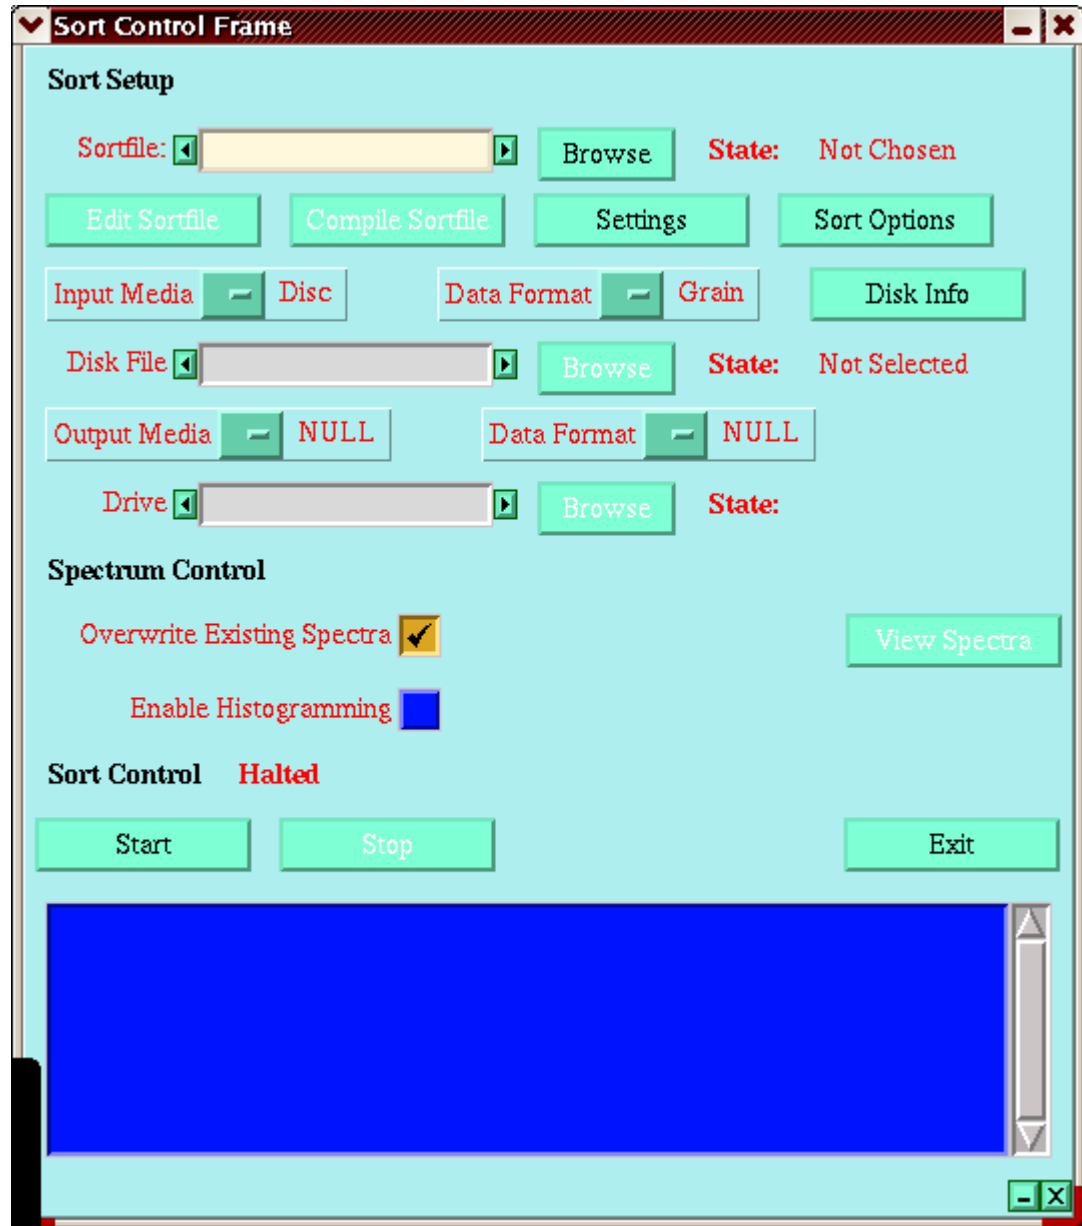 Sort Control Frame
Sort Setup
Sortfile: Browse State: Not Chosen
Edit Sortfile Compile Sortfile Settings Sort Options
Input Media Disc Data Format Grain Disk Info
Disk File Browse State: Not Selected
Output Media NULL Data Format NULL
Drive Browse State:
Spectrum Control
Overwrite Existing Spectra View Spectra
Enable Histogramming
Sort Control Halted
Start Stop Exit